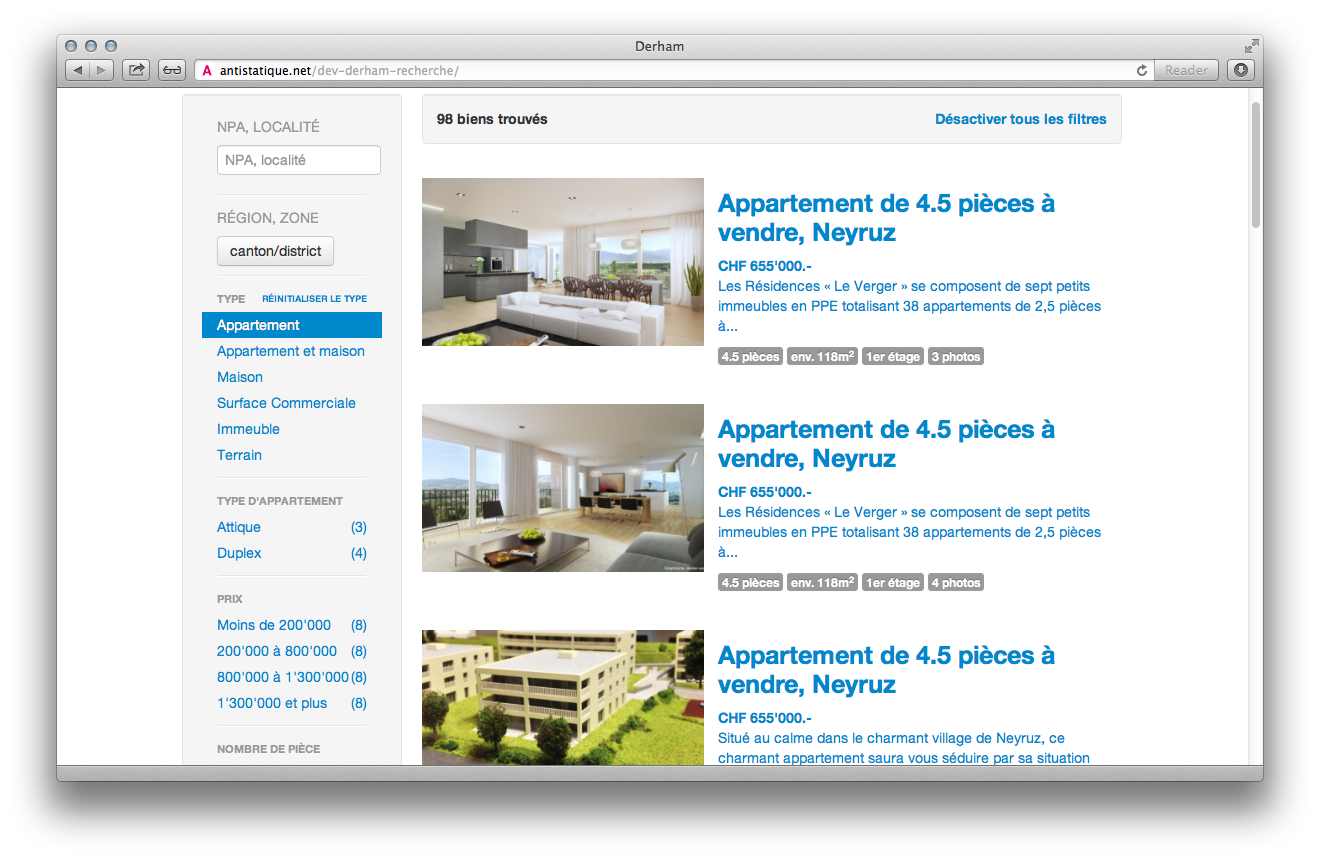 Derham
antistatique.net/dev-derham-recherche/
Reader
NPA, LOCALITÉ
NPA, localité
RÉGION, ZONE
canton/district
TYPE RÉINITIALISER LE TYPE
Appartement
Appartement et maison
Maison
Surface Commerciale
Immeuble
Terrain
TYPE D'APPARTEMENT
Attique (3)
Duplex (4)
PRIX
Moins de 200'000 (8)
200'000 à 800'000 (8)
800'000 à 1'300'000 (8)
1'300'000 et plus (8)
NOMBRE DE PIÈCE
98 biens trouvés Désactiver tous les filtres
Appartement de 4.5 pièces à
vendre, Neyruz
CHF 655'000.-
Les Résidences « Le Verger » se composent de sept petits
immeubles en PPE totalisant 38 appartements de 2,5 pièces
à...
4.5 pièces env. 118m² 1er étage 3 photos
Appartement de 4.5 pièces à
vendre, Neyruz
CHF 655'000.-
Les Résidences « Le Verger » se composent de sept petits
immeubles en PPE totalisant 38 appartements de 2,5 pièces
à...
4.5 pièces env. 118m² 1er étage 4 photos
Appartement de 4.5 pièces à
vendre, Neyruz
CHF 655'000.-
Situé au calme dans le charmant village de Neyruz, ce
charmant appartement saura vous séduire par sa situation